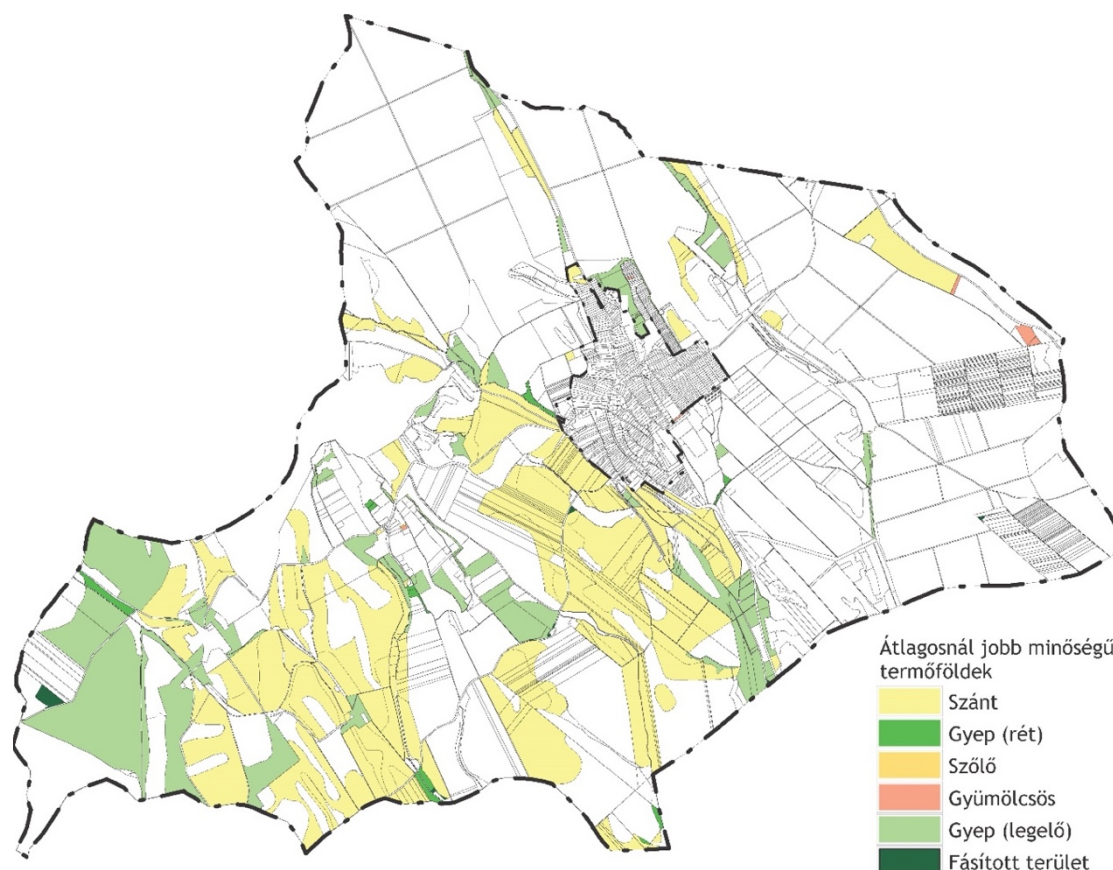 Átlagosnál jobb minőségű
termőföldek
Szánt
Gyep (rét)
Szőlő
Gyümölcsös
Gyep (legelő)
Fásított terület